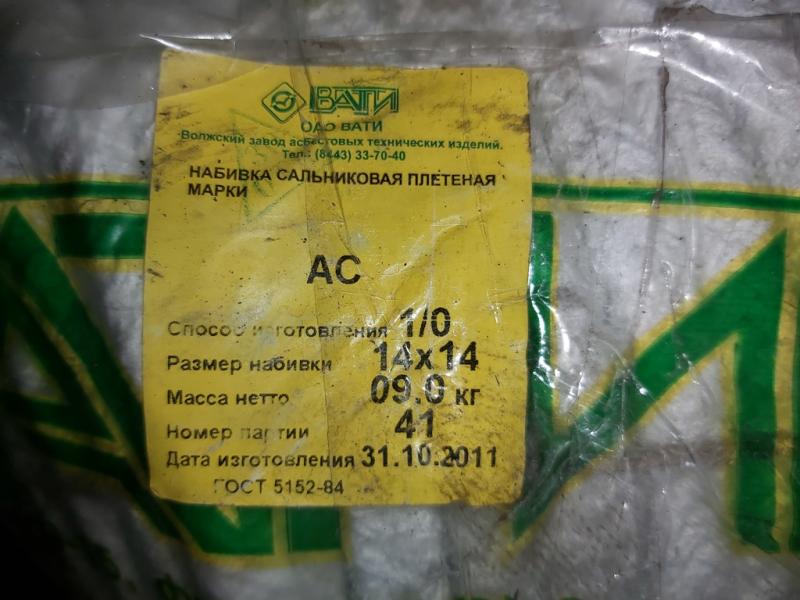 ВАТИ
ОАО ВАТИ
Волжский завод асбестовых технических изделий.
Тел.: (8443) 33-70-40
НАБИВКА САЛЬНИКОВАЯ ПЛЕТЕНАЯ
МАРКИ
АС
Способ изготовления 1/0
Размер набивки 14х14
Масса нетто 09.0 кг
Номер партии 41
Дата изготовления 31.10.2011
ГОСТ 5152-84